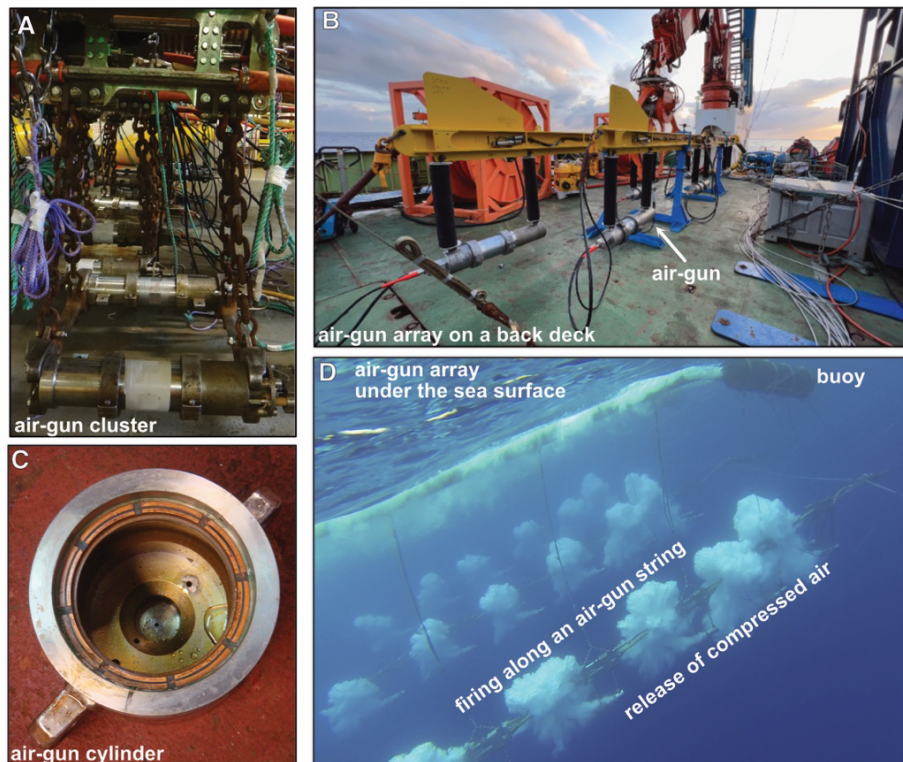 A
air-gun cluster
B
air-gun
air-gun array on a back deck
C
air-gun cylinder
D
air-gun array
under the sea surface
buoy
firing along an air-gun string
release of compressed air